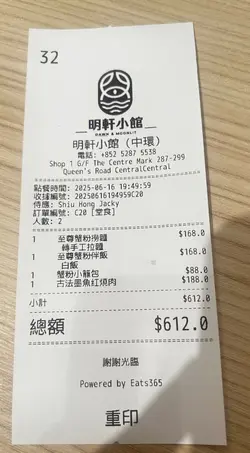 32
明軒小館
DAWN & MOONLIT
明軒小館 (中環)
電話: +852 5287 5538
Shop 1 G/F The Centre Mark 287-299
Queen's Road CentralCentral
點餐時間: 2025-06-16 19:49:59
收據編號: 20250616194959C20
侍應: Shiu Hong Jacky
訂單編號: C20 [堂食]
人數: 2
1 至尊蟹粉撈麵 $168.0
轉手工拉麵
1 至尊蟹粉伴飯 $168.0
白飯
1 蟹粉小籠包 $88.0
1 古法墨魚紅燒肉 $188.0
小計 $612.0
總額 $612.0
謝謝光臨
Powered by Eats365
重印